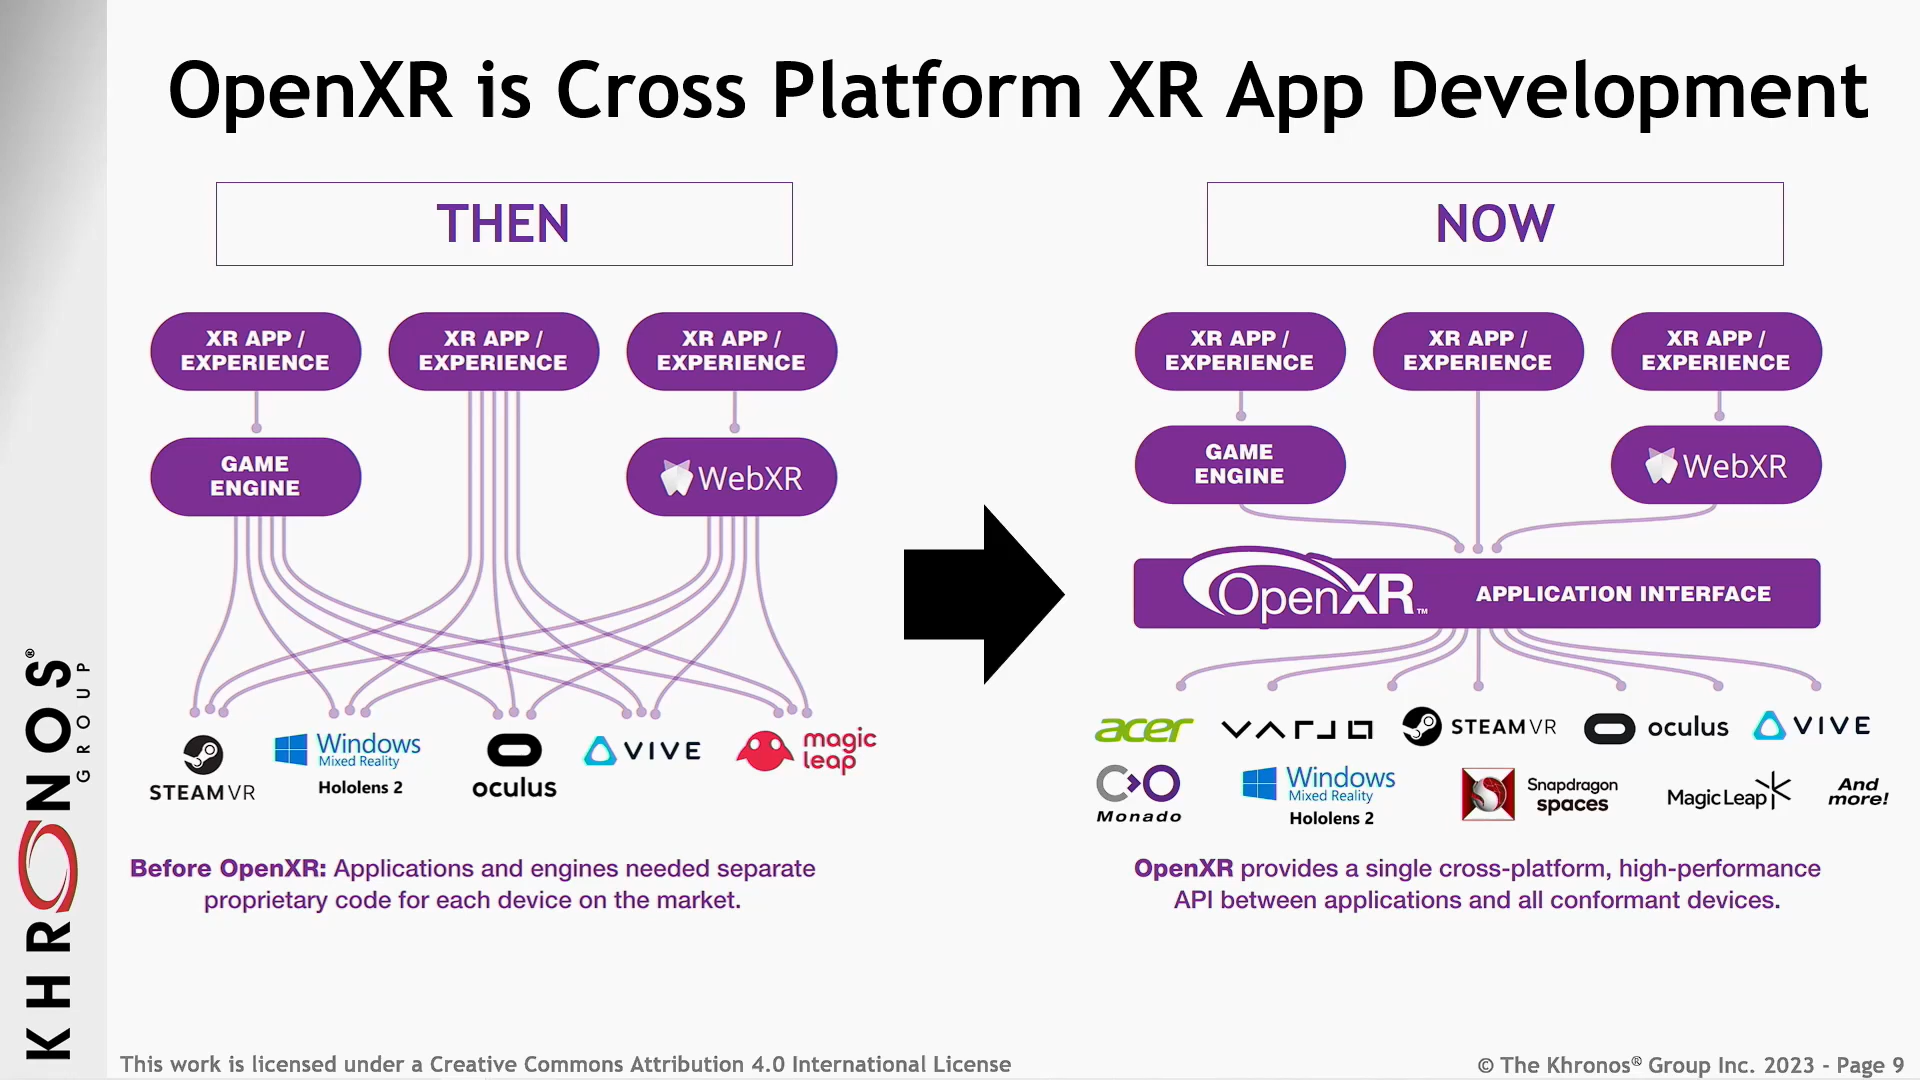 OpenXR is Cross Platform XR App Development
THEN
XR APP /
EXPERIENCE
XR APP /
EXPERIENCE
XR APP /
EXPERIENCE
GAME
ENGINE
WebXR
STEAMVR
Windows
Mixed Reality
Hololens 2
oculus
VIVE
magic
leap
Before OpenXR: Applications and engines needed separate
proprietary code for each device on the market.
NOW
XR APP /
EXPERIENCE
XR APP /
EXPERIENCE
XR APP /
EXPERIENCE
GAME
ENGINE
WebXR
OpenXR™ APPLICATION INTERFACE
acer
VARJO
STEAMVR
oculus
VIVE
Monado
Windows
Mixed Reality
Hololens 2
Snapdragon
spaces
Magic Leap
And
more!
OpenXR provides a single cross-platform, high-performance
API between applications and all conformant devices.
KHRONOS®
GROUP
This work is licensed under a Creative Commons Attribution 4.0 International License
© The Khronos® Group Inc. 2023 - Page 9